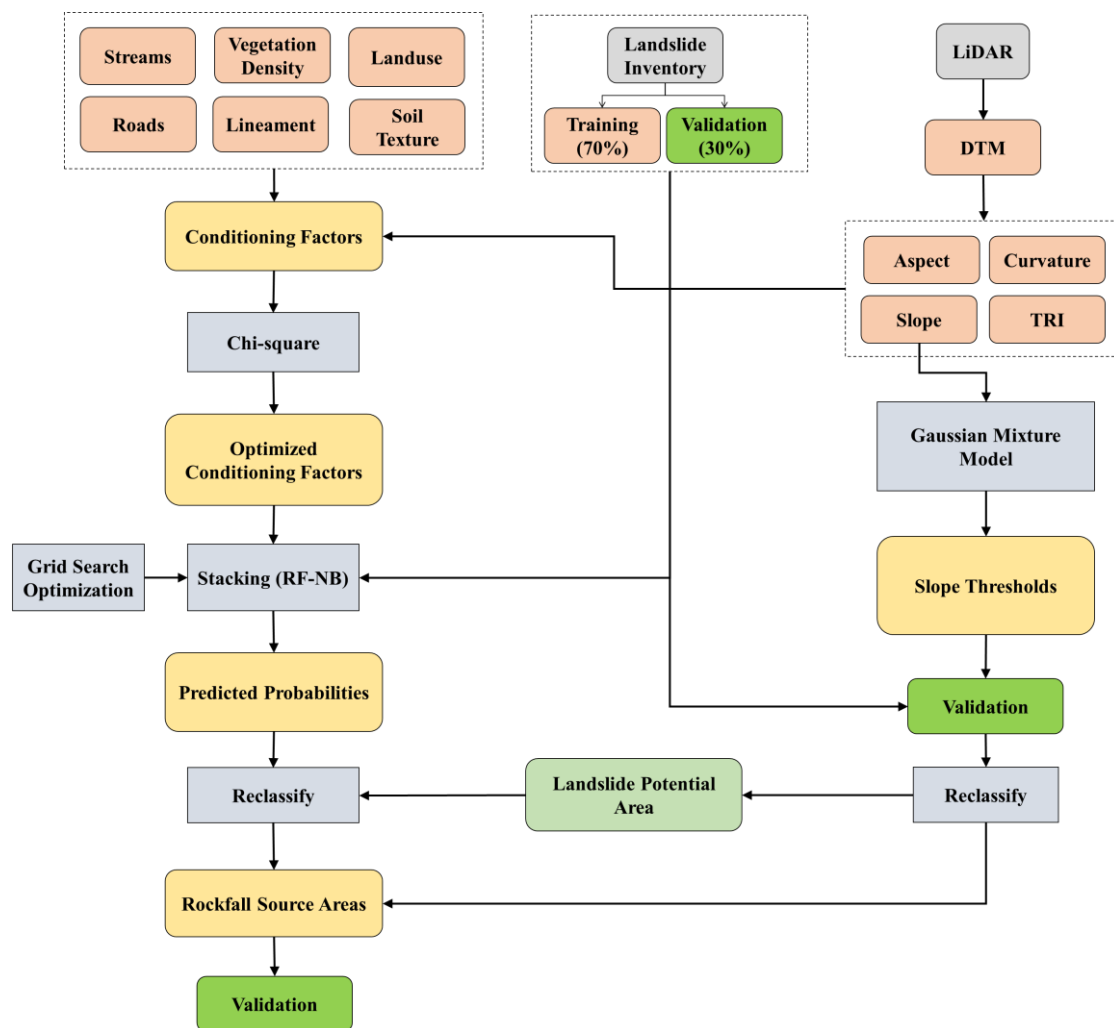 Streams
Vegetation
Density
Landuse
Roads
Lineament
Soil
Texture
Landslide
Inventory
Training
(70%)
Validation
(30%)
LiDAR
DTM
Aspect
Curvature
Slope
TRI
Conditioning Factors
Chi-square
Optimized
Conditioning Factors
Grid Search
Optimization
Stacking (RF-NB)
Predicted Probabilities
Reclassify
Rockfall Source Areas
Validation
Gaussian Mixture
Model
Slope Thresholds
Validation
Reclassify
Landslide Potential
Area